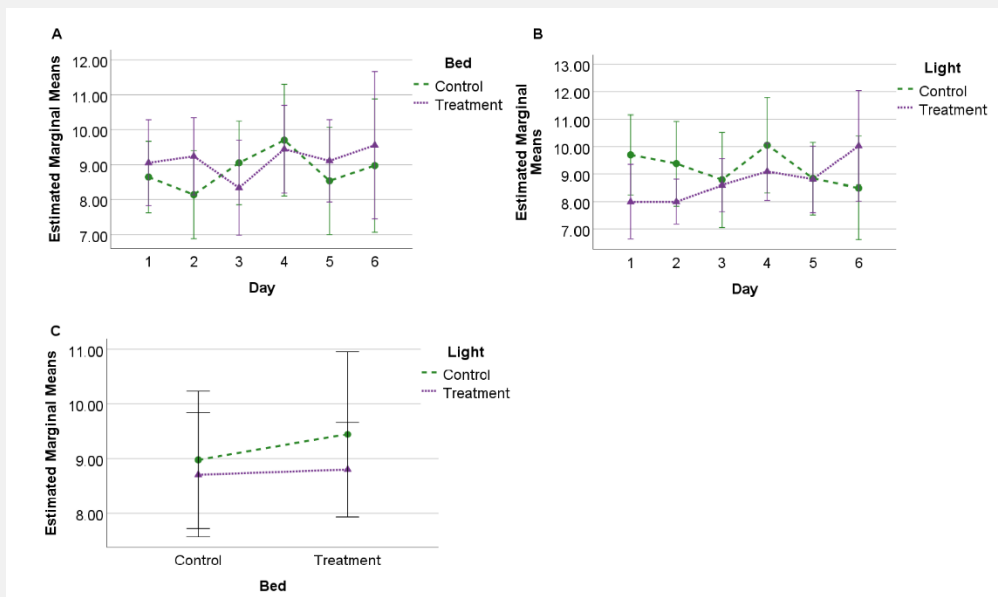 A
Estimated Marginal Means
12.00
11.00
10.00
9.00
8.00
7.00
1 2 3 4 5 6
Day
Bed
Control
Treatment
B
Estimated Marginal
Means
13.00
12.00
11.00
10.00
9.00
8.00
7.00
1 2 3 4 5 6
Day
Light
Control
Treatment
C
Estimated Marginal Means
11.00
10.00
9.00
8.00
Control Treatment
Bed
Light
Control
Treatment